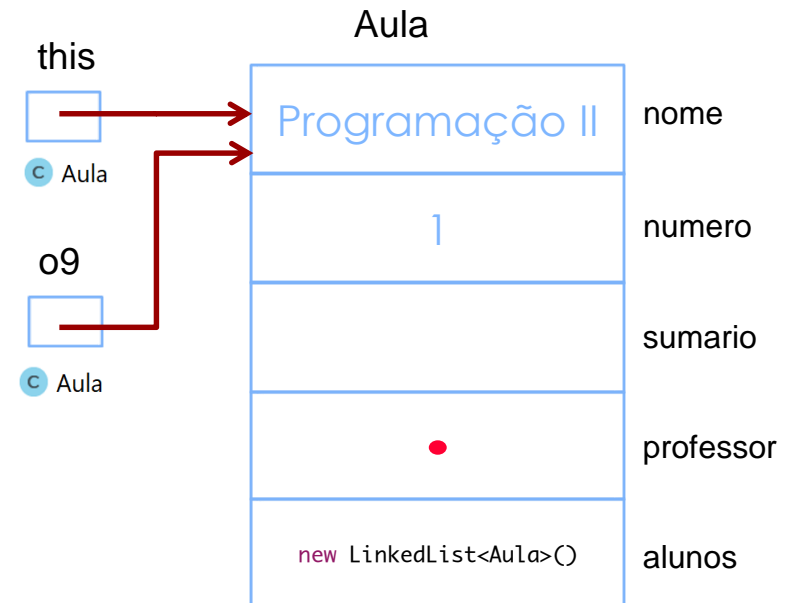 Aula
this
C Aula
o9
C Aula
Programação II
nome
1
numero
sumario
professor
new LinkedList<Aula>()
alunos